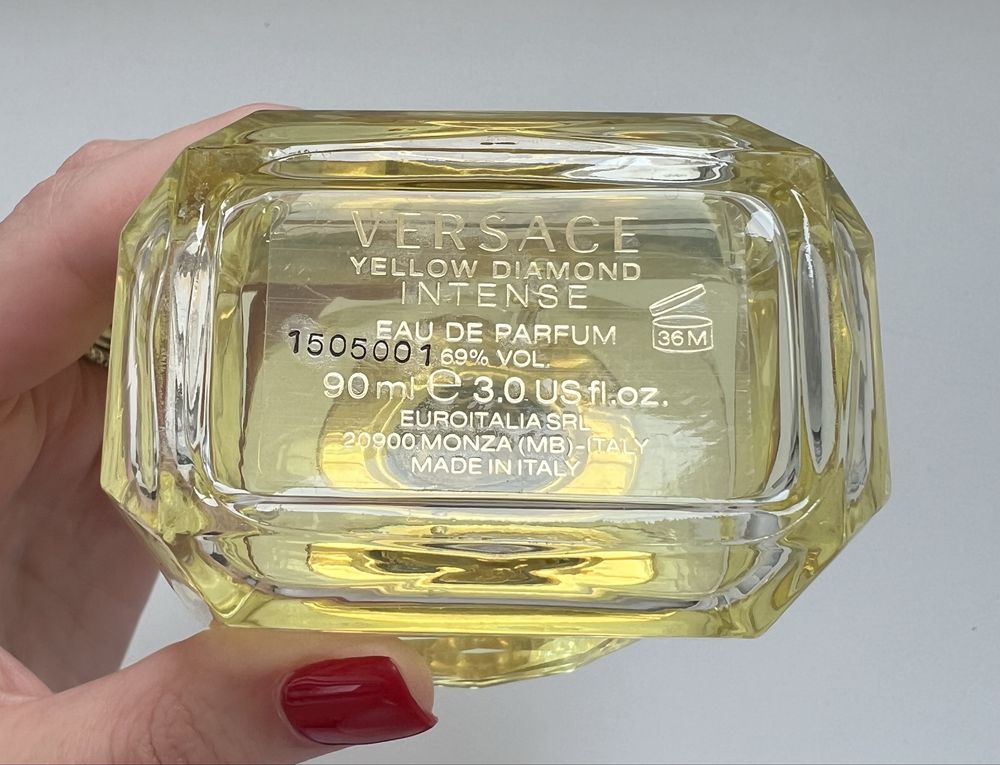 VERSACE
YELLOW DIAMOND
INTENSE
EAU DE PARFUM
1505001
69% VOL.
90 ml e 3.0 US fl.oz.
EUROITALIA SRL
20900 MONZA (MB)-ITALY
MADE IN ITALY
36 M